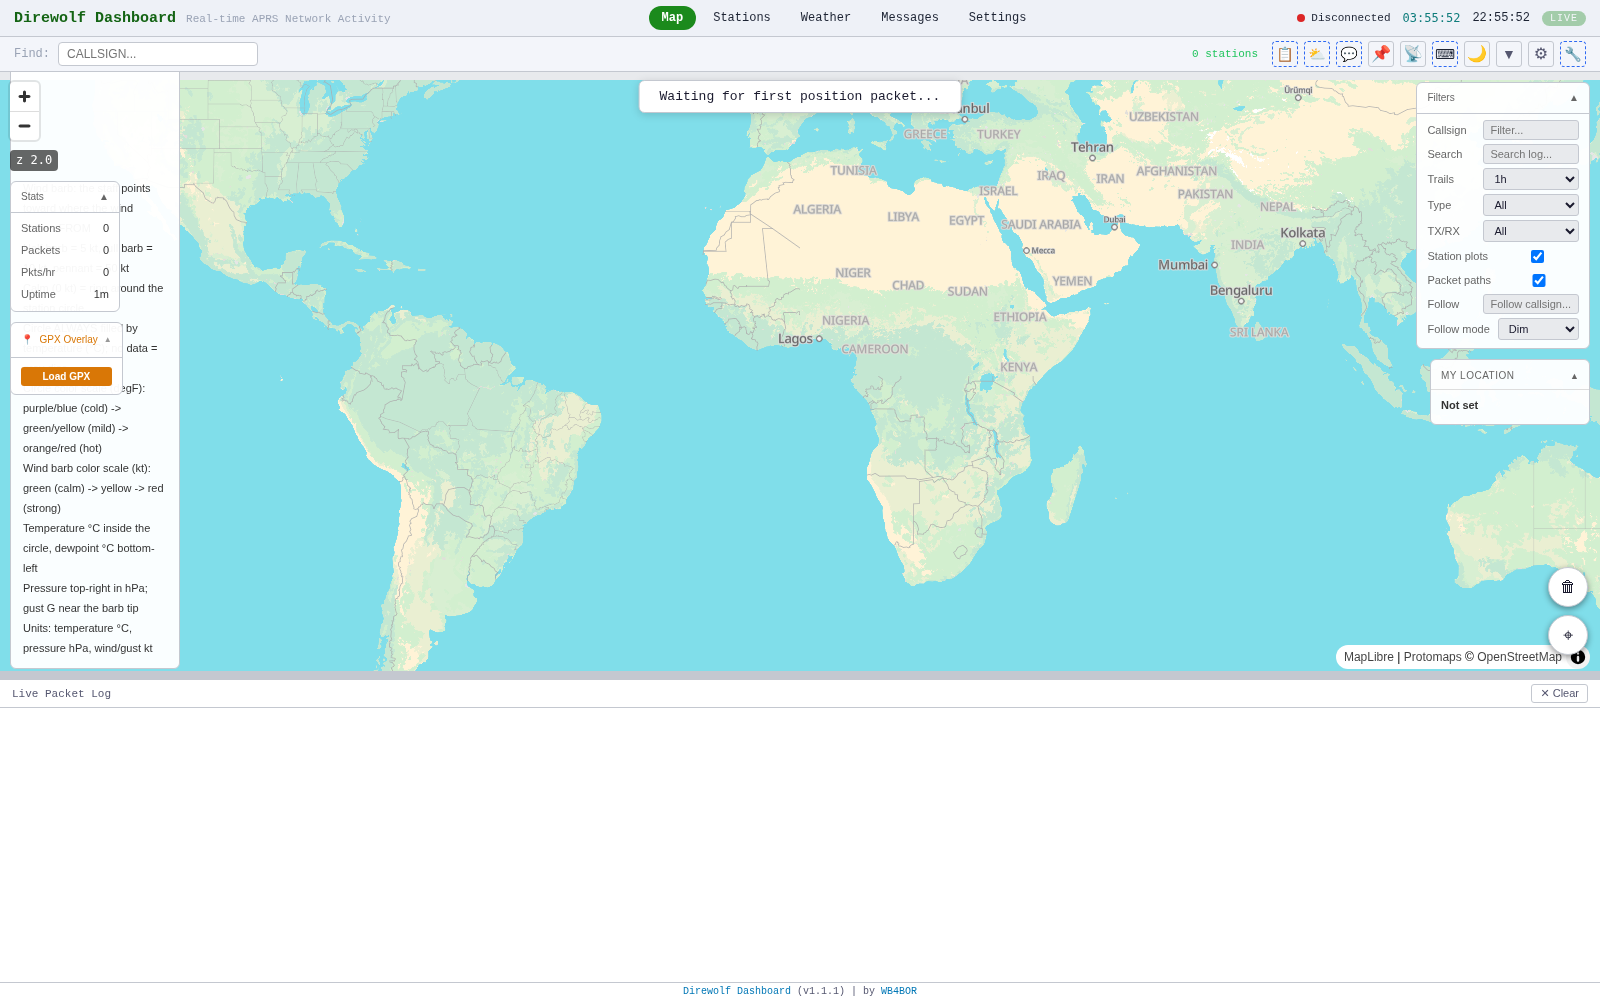 Direwolf Dashboard Real-time APRS Network Activity
Map Stations Weather Messages Settings
Disconnected 03:55:52 22:55:52 LIVE
Find: CALLSIGN...
0 stations
Waiting for first position packet...
z 2.0
points
Stats
Stations 0
Packets 0
Pkts/hr 0
Uptime 1m
barb =
kt
ound the
by
GPX Overlay
data =
Load GPX
egF):
purple/blue (cold) ->
green/yellow (mild) ->
orange/red (hot)
Wind barb color scale (kt):
green (calm) -> yellow -> red
(strong)
Temperature °C inside the
circle, dewpoint °C bottom-
left
Pressure top-right in hPa;
gust G near the barb tip
Units: temperature °C,
pressure hPa, wind/gust kt
anbul
GREECE
TURKEY
UZBEKISTAN
Ürümqi
Tehran
TUNISIA
IRAQ
IRAN
AFGHANISTAN
ISRAEL
PAKISTAN
ALGERIA
LIBYA
EGYPT
SAUDI ARABIA
Dubai
NEPAL
Kolkata
Mecca
INDIA
Mumbai
NIGER
CHAD
SUDAN
YEMEN
Bengaluru
NIGERIA
ETHIOPIA
SRI LANKA
Lagos
CAMEROON
KENYA
Filters
Callsign Filter...
Search Search log...
Trails 1h
Type All
TX/RX All
Station plots
Packet paths
Follow Follow callsign...
Follow mode Dim
MY LOCATION
Not set
MapLibre | Protomaps © OpenStreetMap
Live Packet Log
✕ Clear
Direwolf Dashboard (v1.1.1) | by WB4BOR